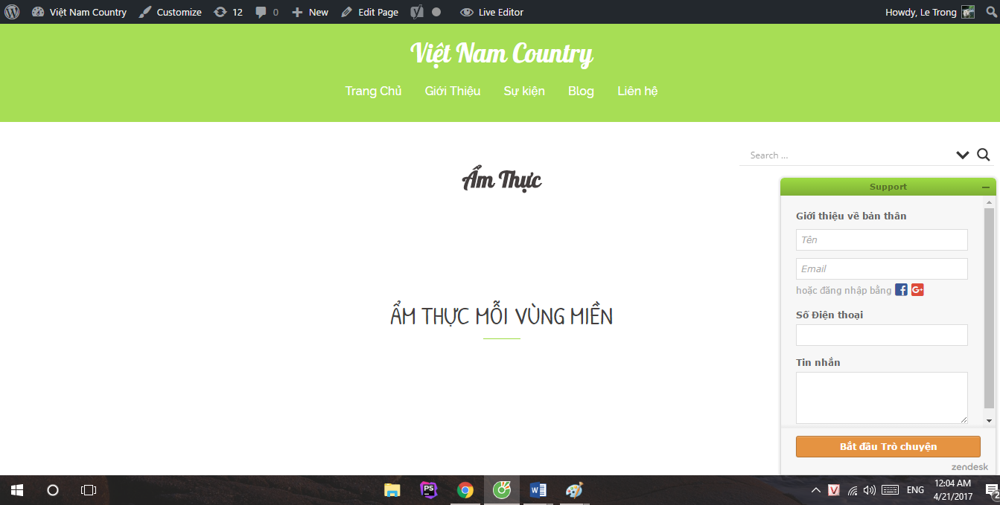 Việt Nam Country Customize 12 0 New Edit Page Live Editor Howdy, Le Trong
Việt Nam Country
Trang Chủ Giới Thiệu Sự kiện Blog Liên hệ
Search ...
Ẩm Thực
Support
Giới thiệu về bản thân
Tên
Email
hoặc đăng nhập bằng
Số Điện thoại
ẨM THỰC MỖI VÙNG MIỀN
Tin nhắn
Bắt đầu Trò chuyện
zendesk
PS W V ENG 12:04 AM
4/21/2017 2